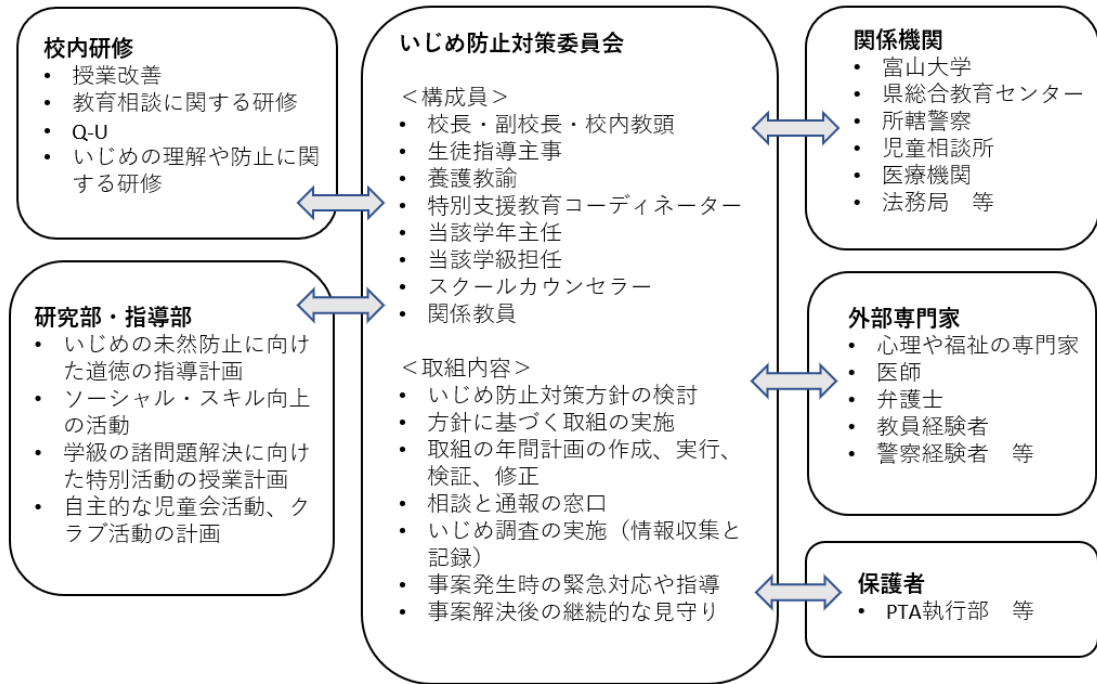 校内研修
• 授業改善
• 教育相談に関する研修
• Q-U
• いじめの理解や防止に関
する研修
研究部・指導部
• いじめの未然防止に向け
た道徳の指導計画
• ソーシャル・スキル向上
の活動
• 学級の諸問題解決に向け
た特別活動の授業計画
• 自主的な児童会活動、ク
ラブ活動の計画
いじめ防止対策委員会
＜構成員＞
• 校長・副校長・校内教頭
• 生徒指導主事
• 養護教諭
• 特別支援教育コーディネーター
• 当該学年主任
• 当該学級担任
• スクールカウンセラー
• 関係教員
＜取組内容＞
• いじめ防止対策方針の検討
• 方針に基づく取組の実施
• 取組の年間計画の作成、実行、
検証、修正
• 相談と通報の窓口
• いじめ調査の実施（情報収集と
記録）
• 事案発生時の緊急対応や指導
• 事案解決後の継続的な見守り
関係機関
• 富山大学
• 県総合教育センター
• 所轄警察
• 児童相談所
• 医療機関
• 法務局　等
外部専門家
• 心理や福祉の専門家
• 医師
• 弁護士
• 教員経験者
• 警察経験者　等
保護者
• PTA執行部　等